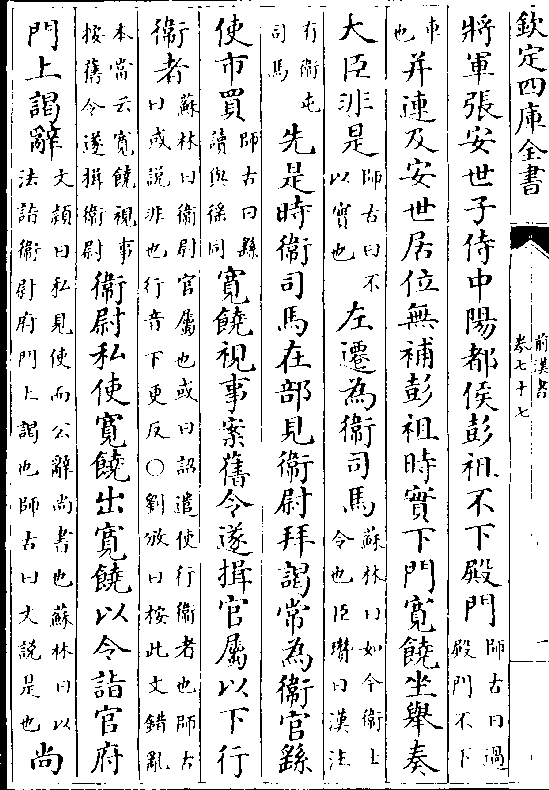 欽定四庫全書
前漢書
卷七十七
一
將軍張安世子侍中陽都侯彭祖不下殿門師古曰過殿門不下
車也并連及安世居位無補彭祖時實下門寬饒坐舉奏
大臣非是師古曰不以實也左遷為衛司馬蘇林曰如今衛士令也臣瓚曰漢法
有衛屯司馬先是時衛司馬在部見衛尉拜謁常為衛官繇
使市買師古曰繇讀與徭同寬饒視事案舊令遂揖官屬以下行
衛者蘇林曰衛尉官屬也或曰詔遣使行衛者也師古曰或說非也行音下更反○劉攽曰按此文錯亂
本當云寬饒視事按舊令遂揖衛尉衛尉私使寬饒出寬饒以令詣官府
門上謁辭文穎曰私見使而公辭尚書也蘇林曰以法詣衛尉府門上謁也師古曰文說是也尚